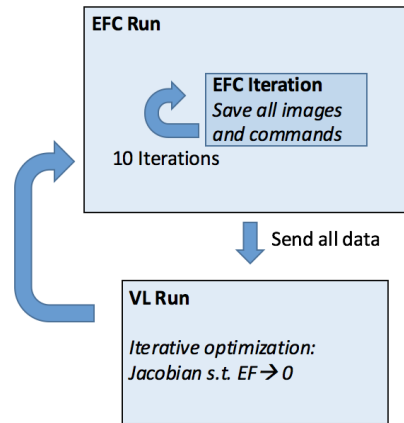 EFC Run
EFC Iteration
Save all images
and commands
10 Iterations
Send all data
VL Run
Iterative optimization:
Jacobian s.t. EF→ 0